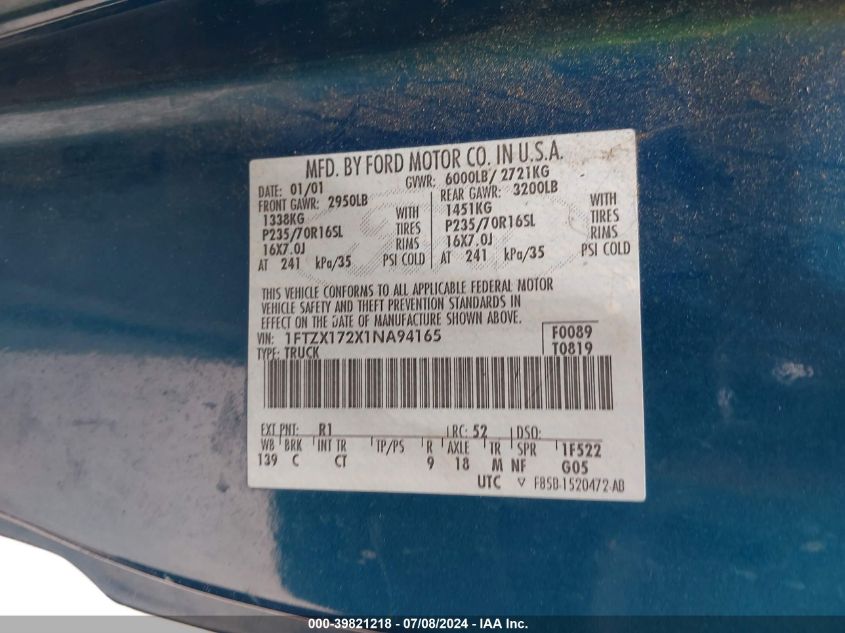 MFD. BY FORD MOTOR CO. IN U.S.A.
DATE: 01/01 GVWR: 6000LB/ 2721KG
FRONT GAWR: 2950LB REAR GAWR: 3200LB
1338KG WITH 1451KG WITH
P235/70R16SL TIRES P235/70R16SL TIRES
16X7.0J RIMS 16X7.0J RIMS
AT 241 kPa/35 PSI COLD AT 241 kPa/35 PSI COLD
THIS VEHICLE CONFORMS TO ALL APPLICABLE FEDERAL MOTOR
VEHICLE SAFETY AND THEFT PREVENTION STANDARDS IN
EFFECT ON THE DATE OF MANUFACTURE SHOWN ABOVE.
VIN: 1FTZX172X1NA94165 F0089
TYPE: TRUCK T0819
EXT PNT: R1 RC: 52 DSO:
WB BRK INT TR TP/PS R AXLE TR SPR 1F522
139 C CT 9 18 M NF G05
UTC F85B-1520472-AB
000-39821218 - 07/08/2024 - IAA Inc.